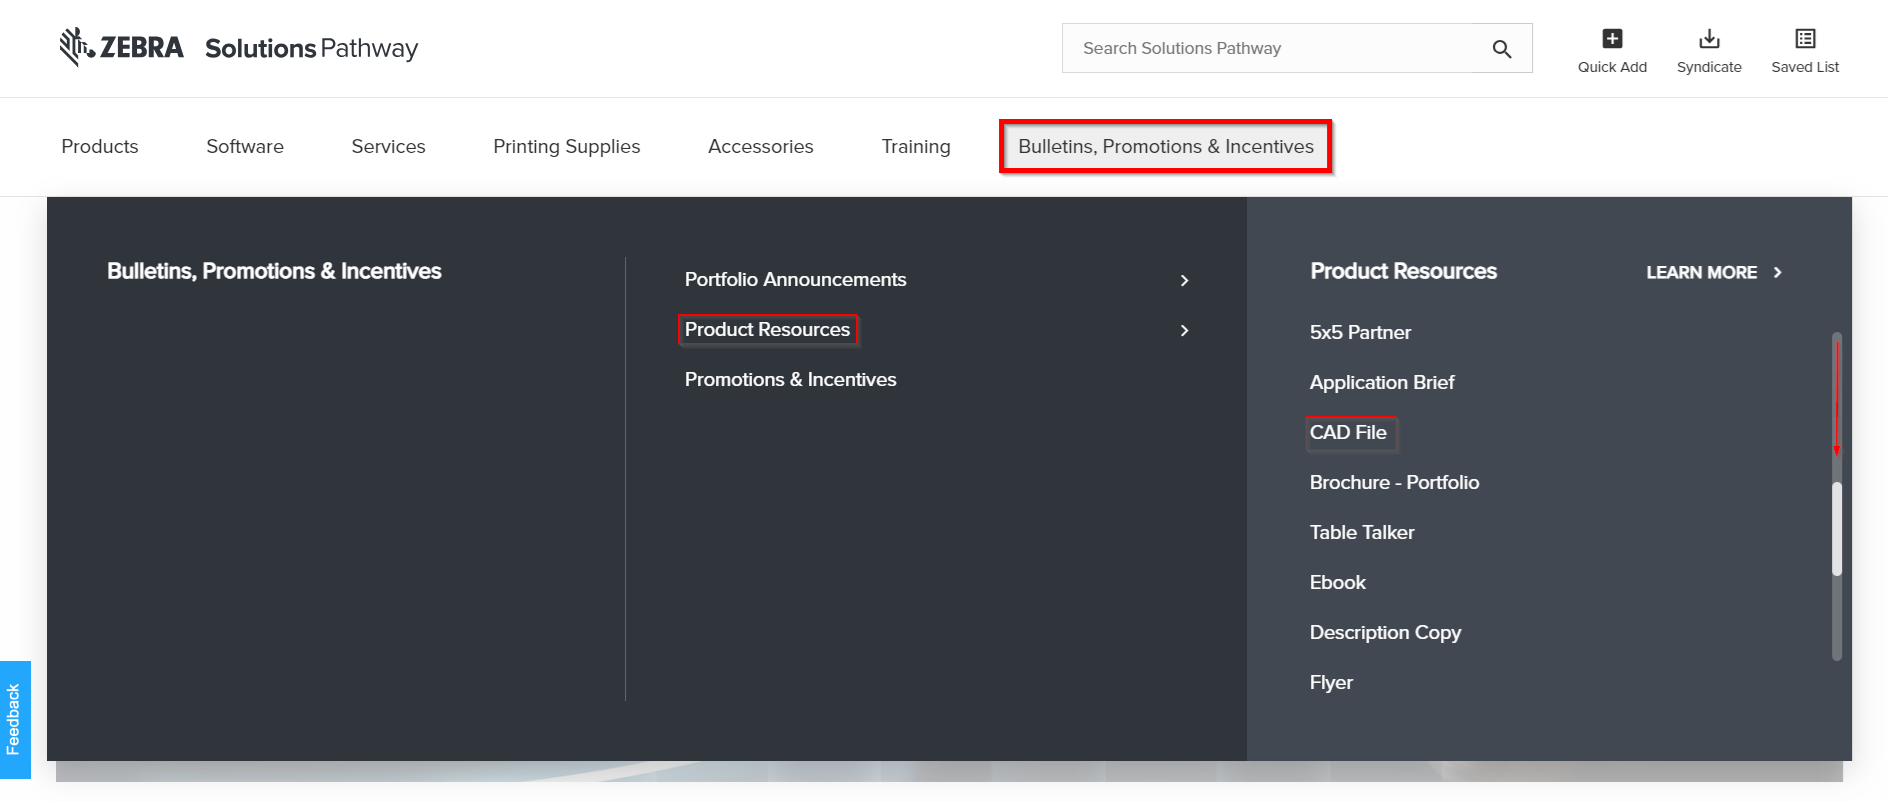 ZEBRA Solutions Pathway
Search Solutions Pathway
Quick Add
Syndicate
Saved List
Products
Software
Services
Printing Supplies
Accessories
Training
Bulletins, Promotions & Incentives
Bulletins, Promotions & Incentives
Portfolio Announcements
Product Resources
Promotions & Incentives
Product Resources
LEARN MORE
5x5 Partner
Application Brief
CAD File
Brochure - Portfolio
Table Talker
Ebook
Description Copy
Flyer
Feedback